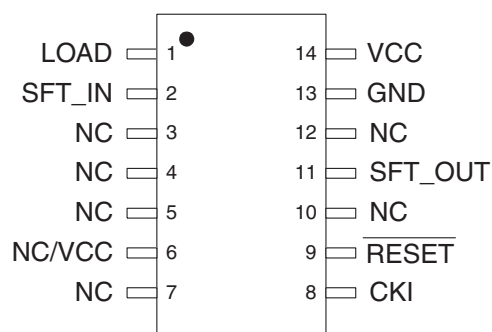 LOAD 1 14 VCC
SFT_IN 2 13 GND
NC 3 12 NC
NC 4 11 SFT_OUT
NC 5 10 NC
NC/VCC 6 9 RESET
NC 7 8 CKI